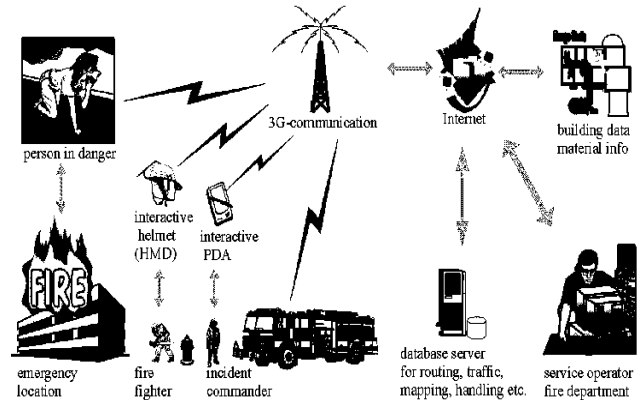 3G-communication
Internet
building data
material info
person in danger
interactive
helmet
(HMD)
interactive
PDA
FIRE
emergency
location
fire
fighter
incident
commander
database server
for routing, traffic,
mapping, handling etc.
service operator
fire department